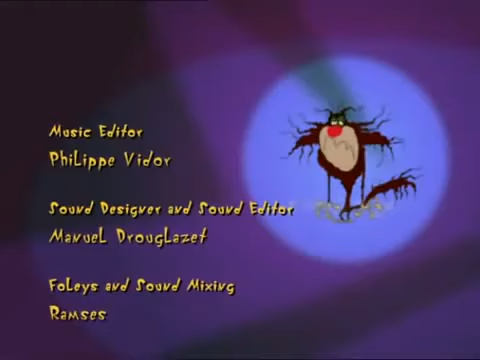 Music Editor
Philippe Vidor
Sound Designer and Sound Editor
Manuel Drouglazet
Foleys and Sound Mixing
Ramses